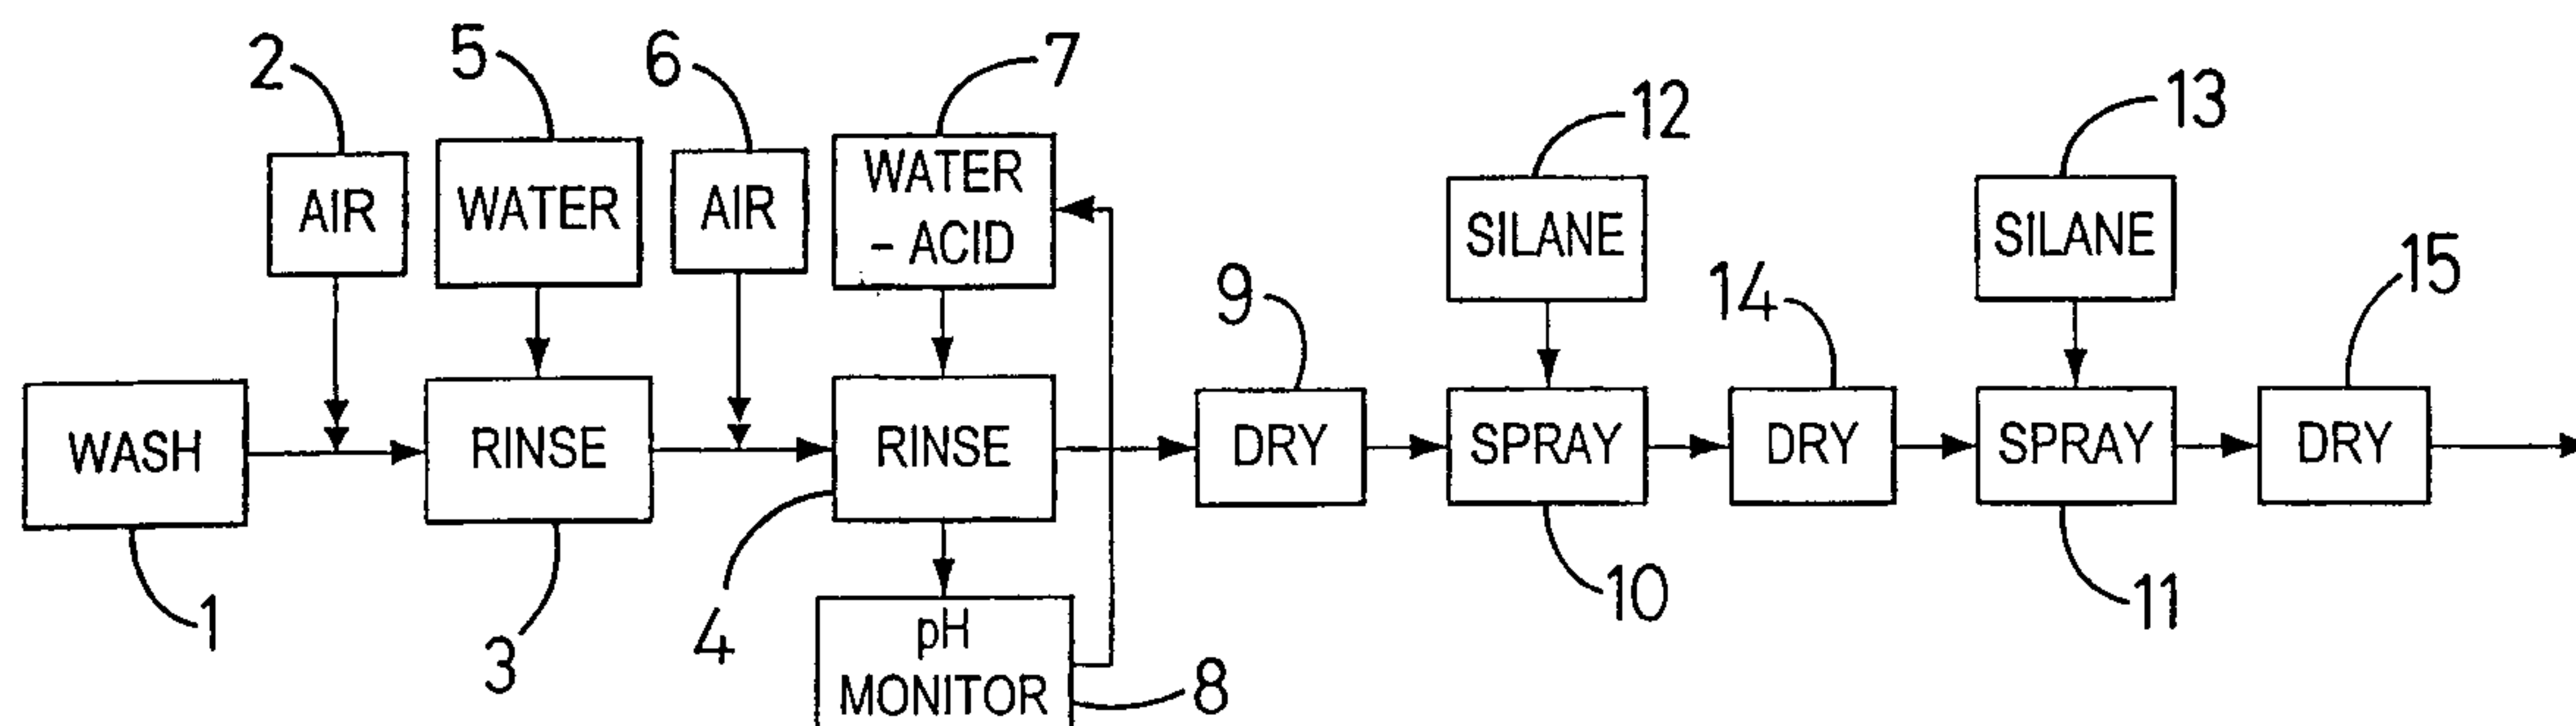 2
5
6
7
12
13
AIR
WATER
AIR
WATER
– ACID
SILANE
SILANE
9
14
15
WASH
RINSE
RINSE
DRY
SPRAY
DRY
SPRAY
DRY
1
3
4
pH
MONITOR
8
10
11